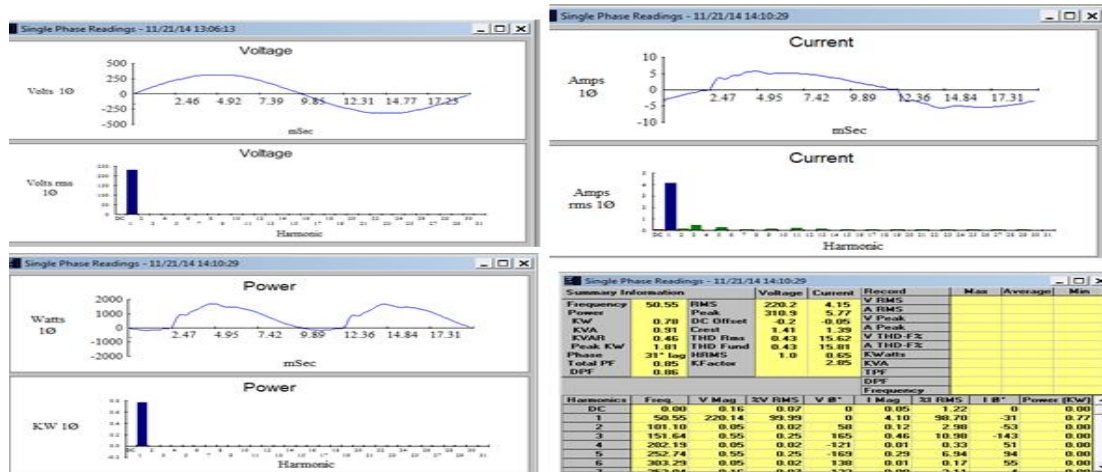 Single Phase Readings - 11/21/14 13:06:13
Voltage
500
250
0
-250
-500
Volts 1Ø
2.46 4.92 7.39 9.85 12.31 14.77 17.23
mSec
Voltage
250
200
150
100
50
0
Volts rms
1Ø
Harmonic
Single Phase Readings - 11/21/14 14:10:29
Current
10
5
0
-5
-10
Amps
1Ø
2.47 4.95 7.42 9.89 12.36 14.84 17.31
mSec
Current
Amps
rms 1Ø
Harmonic
Single Phase Readings - 11/21/14 14:10:29
Power
2000
1000
0
-1000
-2000
Watts
1Ø
2.47 4.95 7.42 9.89 12.36 14.84 17.31
mSec
Power
KW 1Ø
Harmonic
Single Phase Readings - 11/21/14 14:10:29
Summary Information Voltage Current Record Max Average Min
Frequency 50.55 RMS 220.2 4.15 V RMS
Power Peak 310.9 5.77 A RMS
KW 0.78 DC Offset -0.2 -0.05 V Peak
KVA 0.91 Crest 1.41 1.39 A Peak
KVAR 0.46 THD Rms 0.43 15.62 V THD-F%
Peak KW 1.81 THD Fund 0.43 15.81 A THD-F%
Phase 31° lag HRMS 1.0 0.65 KWatts
Total PF 0.85 KFactor 2.85 KVA
DPF 0.86 TPF
DPF
Frequency
Harmonics Freq. V Mag %V RMS V Ø° I Mag %I RMS I Ø° Power (KW)
DC 0.00 0.16 0.07 0 0.05 1.22 0 0.00
1 50.55 220.14 99.99 0 4.10 98.70 -31 0.77
2 101.10 0.05 0.02 58 0.12 2.98 -53 0.00
3 151.64 0.55 0.25 165 0.46 10.98 -143 0.00
4 202.19 0.05 0.02 -121 0.01 0.33 51 0.00
5 252.74 0.55 0.25 -169 0.29 6.94 94 0.00
6 303.29 0.05 0.02 138 0.01 0.17 55 0.00